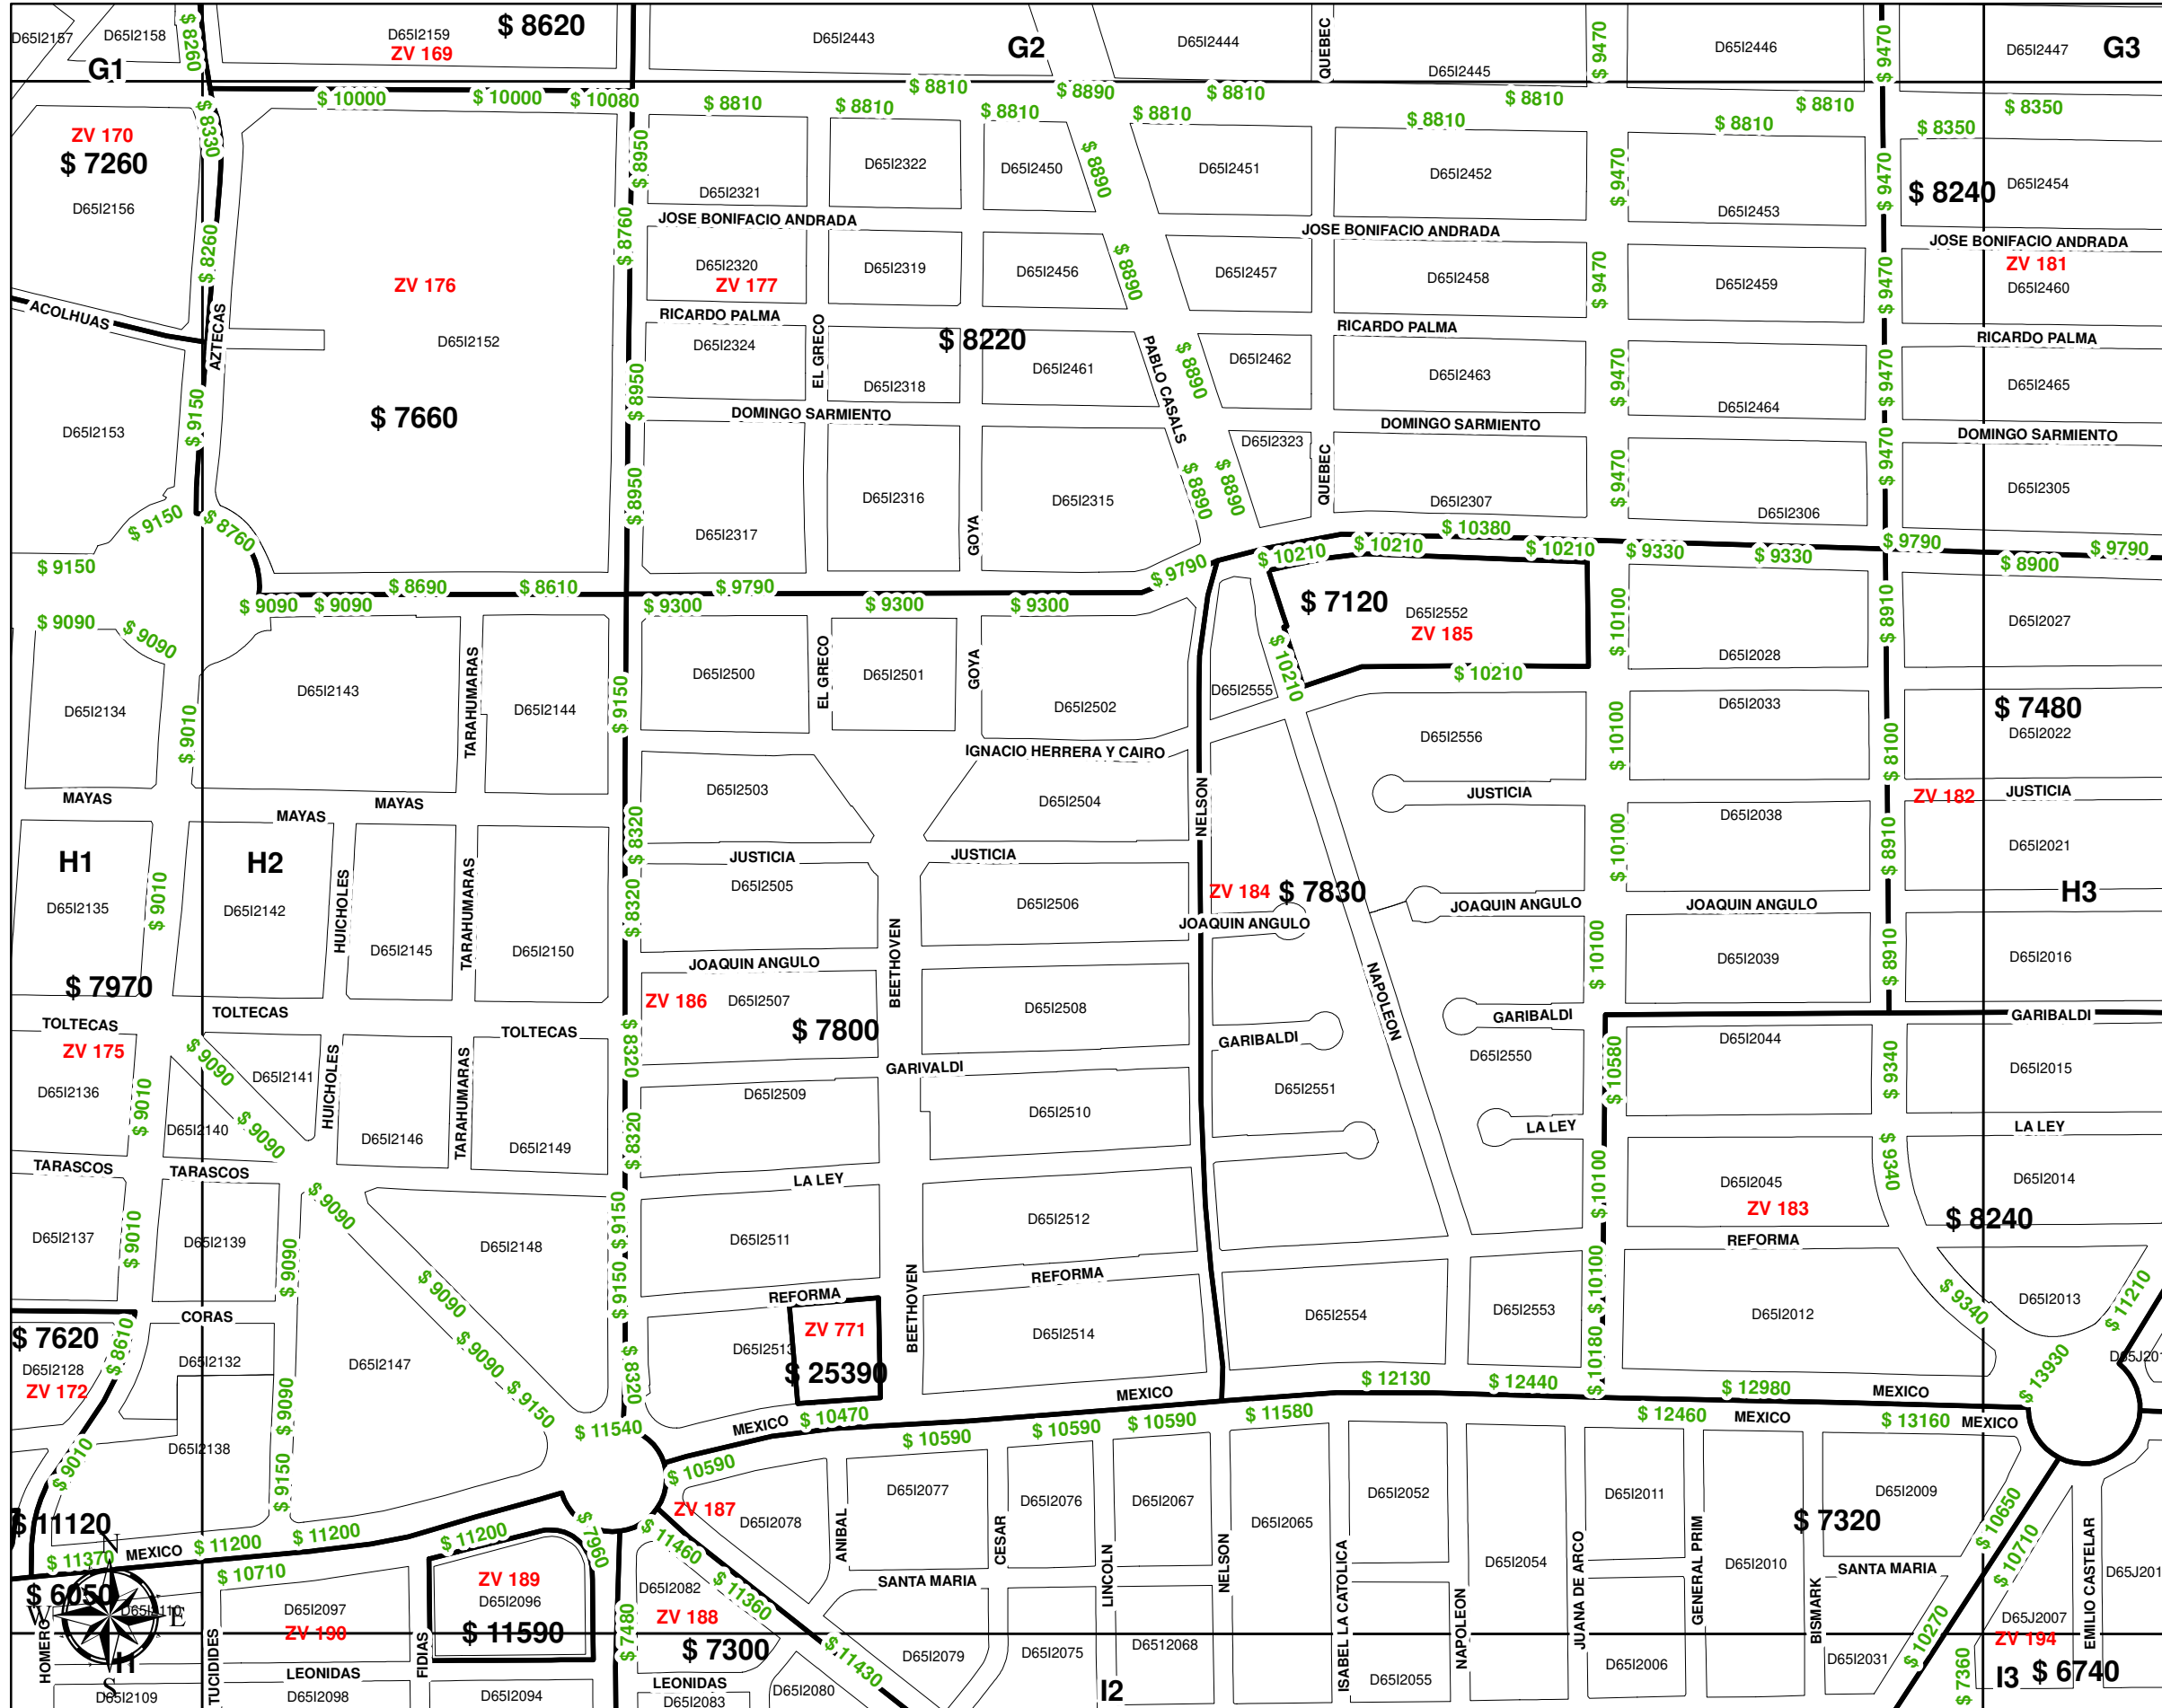 D65I2157
D65I2158
$ 8260
D65I2159
ZV 169
$ 8620
D65I2443
G2
D65I2444
QUEBEC
D65I2445
$ 9470
D65I2446
$ 9470
D65I2447
G3
G1
$ 10000
$ 10000
$ 10080
$ 8810
$ 8810
$ 8810
$ 8810
$ 8890
$ 8810
$ 8810
$ 8810
$ 8810
$ 8810
$ 8810
$ 8350
$ 8350
ZV 170
$ 7260
D65I2156
$ 8330
$ 8950
D65I2321
D65I2322
D65I2450
$ 8890
D65I2451
D65I2452
$ 9470
D65I2453
$ 9470
$ 8240
D65I2454
JOSE BONIFACIO ANDRADA
JOSE BONIFACIO ANDRADA
JOSE BONIFACIO ANDRADA
$ 8260
ZV 176
$ 8760
D65I2320
ZV 177
D65I2319
D65I2456
$ 8890
D65I2457
D65I2458
$ 9470
D65I2459
$ 9470
ZV 181
D65I2460
ACOLHUAS
AZTECAS
D65I2152
RICARDO PALMA
EL GRECO
$ 8220
RICARDO PALMA
RICARDO PALMA
D65I2324
D65I2318
D65I2461
PABLO CASALS
$ 8890
D65I2462
D65I2463
$ 9470
D65I2464
$ 9470
D65I2465
$ 7660
$ 9150
D65I2153
$ 8950
DOMINGO SARMIENTO
DOMINGO SARMIENTO
DOMINGO SARMIENTO
D65I2323
QUEBEC
$ 8950
D65I2317
D65I2316
GOYA
D65I2315
$ 8890
$ 8890
D65I2307
$ 9470
D65I2306
$ 9470
D65I2305
$ 9150
$ 8760
$ 9150
$ 10380
$ 10210
$ 10210
$ 10210
$ 9330
$ 9330
$ 9790
$ 9790
$ 8900
$ 9090
$ 9090
$ 8690
$ 8610
$ 9300
$ 9790
$ 9300
$ 9300
$ 9790
$ 7120
D65I2552
ZV 185
$ 10100
$ 8910
D65I2027
$ 9090
$ 9090
D65I2134
$ 9010
D65I2143
TARAHUMARAS
D65I2144
$ 9150
D65I2500
EL GRECO
D65I2501
GOYA
D65I2502
D65I2555
$ 10210
$ 10210
D65I2028
D65I2033
$ 7480
D65I2022
IGNACIO HERRERA Y CAIRO
D65I2556
$ 10100
$ 8100
MAYAS
MAYAS
MAYAS
D65I2503
D65I2504
NELSON
JUSTICIA
ZV 182
JUSTICIA
$ 8320
D65I2038
$ 10100
$ 8910
D65I2021
JUSTICIA
JUSTICIA
H1
H2
D65I2135
$ 9010
D65I2142
HUICHOLES
D65I2145
TARAHUMARAS
D65I2150
$ 8320
D65I2505
BEETHOVEN
D65I2506
ZV 184
$ 7830
JOAQUIN ANGULO
JOAQUIN ANGULO
JOAQUIN ANGULO
H3
JOAQUIN ANGULO
NAPOLEON
$ 10100
D65I2039
$ 8910
D65I2016
$ 7970
ZV 186
D65I2507
$ 7800
D65I2508
TOLTECAS
TOLTECAS
TOLTECAS
GARIBALDI
GARIBALDI
GARIBALDI
ZV 175
D65I2136
$ 9010
$ 9090
D65I2141
HUICHOLES
D65I2146
TARAHUMARAS
D65I2149
$ 8320
GARIVALDI
D65I2509
D65I2510
D65I2551
D65I2550
$ 10580
D65I2044
$ 9340
D65I2015
D65I2140
$ 9090
$ 8320
LA LEY
LA LEY
LA LEY
TARASCOS
TARASCOS
D65I2137
$ 9010
D65I2139
$ 9090
$ 9090
D65I2148
$ 9150
D65I2511
D65I2512
$ 10100
D65I2045
ZV 183
$ 9340
D65I2014
$ 8240
REFORMA
REFORMA
REFORMA
$ 9150
$ 9090
CORAS
$ 7620
D65I2128
ZV 172
$ 8610
D65I2132
D65I2147
$ 9090
$ 9090
$ 9150
$ 8320
D65I2513
ZV 771
$ 25390
BEETHOVEN
D65I2514
D65I2554
D65I2553
$ 10100
$ 10180
D65I2012
$ 9340
D65I2013
$ 11210
$ 13930
MEXICO
MEXICO
$ 10470
$ 12130
$ 12440
$ 12980
MEXICO
$ 11540
$ 10590
$ 10590
$ 10590
$ 11580
$ 12460
MEXICO
$ 13160
MEXICO
$ 9010
D65I2138
$ 9150
$ 9090
$ 10590
ZV 187
D65I2078
ANIBAL
D65I2077
CESAR
D65I2076
LINCOLN
D65I2067
NELSON
D65I2065
ISABEL LA CATOLICA
D65I2052
NAPOLEON
D65I2054
JUANA DE ARCO
D65I2011
GENERAL PRIM
D65I2010
BISMARK
$ 7320
D65I2009
$ 10650
$ 10710
EMILIO CASTELAR
$ 11120
$ 11370
MEXICO
$ 11200
$ 11200
$ 11200
$ 7960
$ 11460
$ 11360
SANTA MARIA
SANTA MARIA
$ 6050
$ 10710
HOMERO
N
W
E
S
TUCIDIDES
D65I2097
ZV 190
FIDIAS
ZV 189
D65I2096
$ 11590
$ 7480
D65I2082
ZV 188
$ 7300
$ 11430
D65I2079
D65I2075
D6512068
D65I2055
D65I2006
D65I2031
$ 10270
$ 7360
D65J2007
ZV 194
I3
$ 6740
LEONIDAS
LEONIDAS
D65I2109
D65I2098
D65I2094
D65I2083
D65I2080
I2